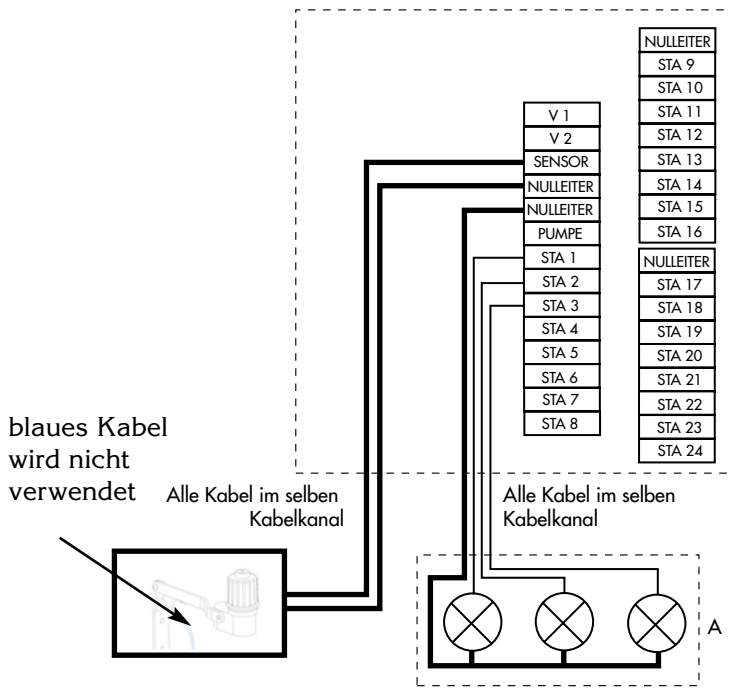 NULLEITER
STA 9
STA 10
STA 11
STA 12
STA 13
STA 14
STA 15
STA 16
V 1
V 2
SENSOR
NULLEITER
NULLEITER
PUMPE
STA 1
STA 2
STA 3
STA 4
STA 5
STA 6
STA 7
STA 8
NULLEITER
STA 17
STA 18
STA 19
STA 20
STA 21
STA 22
STA 23
STA 24
blaues Kabel
wird nicht
verwendet
Alle Kabel im selben
Kabelkanal
Alle Kabel im selben
Kabelkanal
A